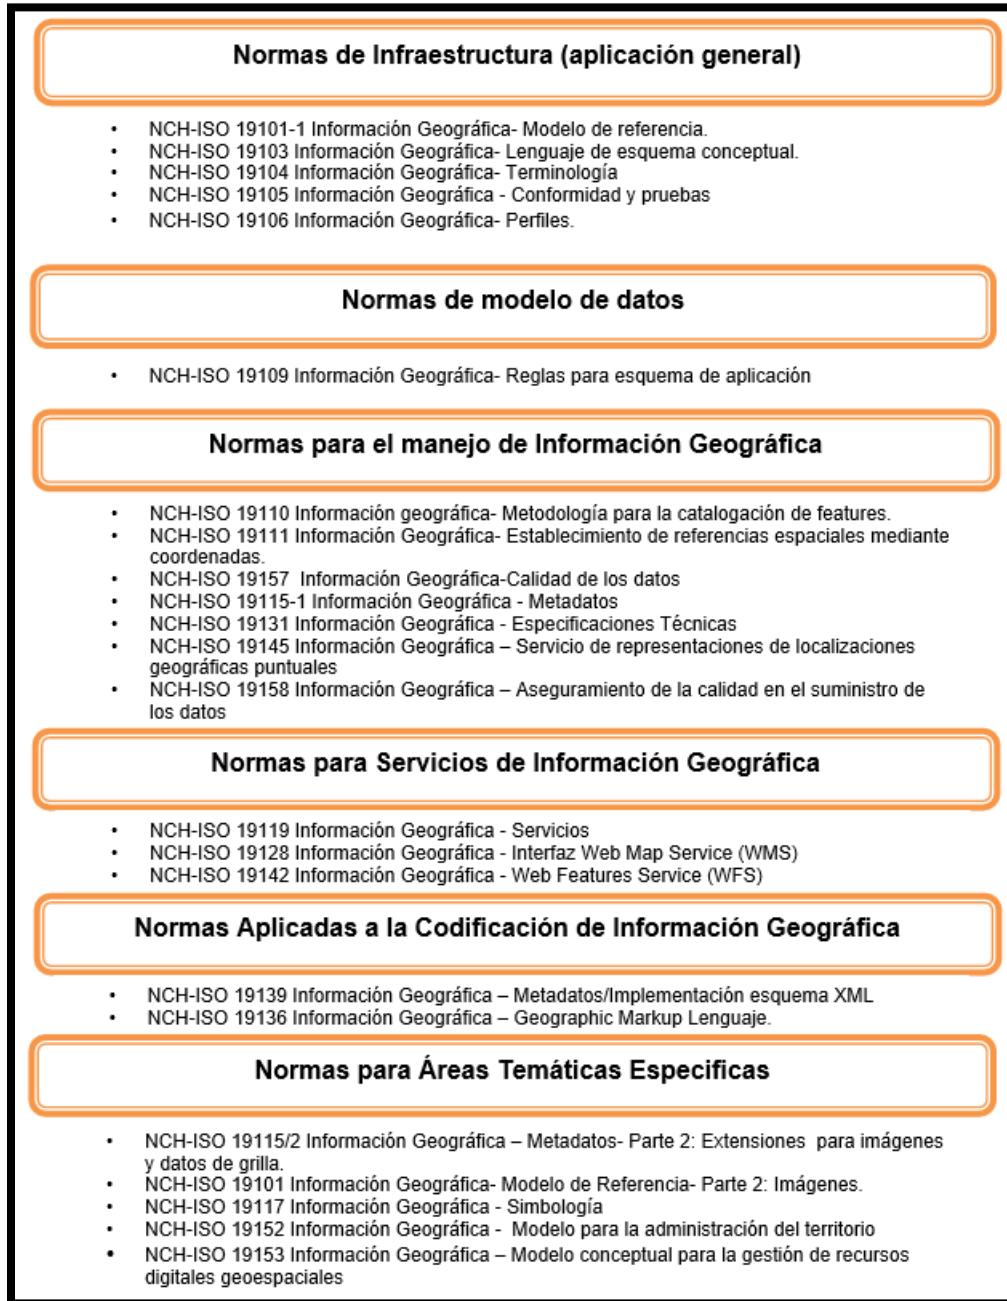 Normas de Infraestructura (aplicación general)
• NCH-ISO 19101-1 Información Geográfica- Modelo de referencia.
• NCH-ISO 19103 Información Geográfica- Lenguaje de esquema conceptual.
• NCH-ISO 19104 Información Geográfica- Terminología
• NCH-ISO 19105 Información Geográfica - Conformidad y pruebas
• NCH-ISO 19106 Información Geográfica- Perfiles.
Normas de modelo de datos
• NCH-ISO 19109 Información Geográfica- Reglas para esquema de aplicación
Normas para el manejo de Información Geográfica
• NCH-ISO 19110 Información geográfica- Metodología para la catalogación de features.
• NCH-ISO 19111 Información Geográfica- Establecimiento de referencias espaciales mediante
coordenadas.
• NCH-ISO 19157 Información Geográfica-Calidad de los datos
• NCH-ISO 19115-1 Información Geográfica - Metadatos
• NCH-ISO 19131 Información Geográfica - Especificaciones Técnicas
• NCH-ISO 19145 Información Geográfica – Servicio de representaciones de localizaciones
geográficas puntuales
• NCH-ISO 19158 Información Geográfica – Aseguramiento de la calidad en el suministro de
los datos
Normas para Servicios de Información Geográfica
• NCH-ISO 19119 Información Geográfica - Servicios
• NCH-ISO 19128 Información Geográfica - Interfaz Web Map Service (WMS)
• NCH-ISO 19142 Información Geográfica - Web Features Service (WFS)
Normas Aplicadas a la Codificación de Información Geográfica
• NCH-ISO 19139 Información Geográfica – Metadatos/Implementación esquema XML
• NCH-ISO 19136 Información Geográfica – Geographic Markup Lenguaje.
Normas para Áreas Temáticas Especificas
• NCH-ISO 19115/2 Información Geográfica – Metadatos- Parte 2: Extensiones para imágenes
y datos de grilla.
• NCH-ISO 19101 Información Geográfica- Modelo de Referencia- Parte 2: Imágenes.
• NCH-ISO 19117 Información Geográfica - Simbología
• NCH-ISO 19152 Información Geográfica - Modelo para la administración del territorio
• NCH-ISO 19153 Información Geográfica – Modelo conceptual para la gestión de recursos
digitales geoespaciales